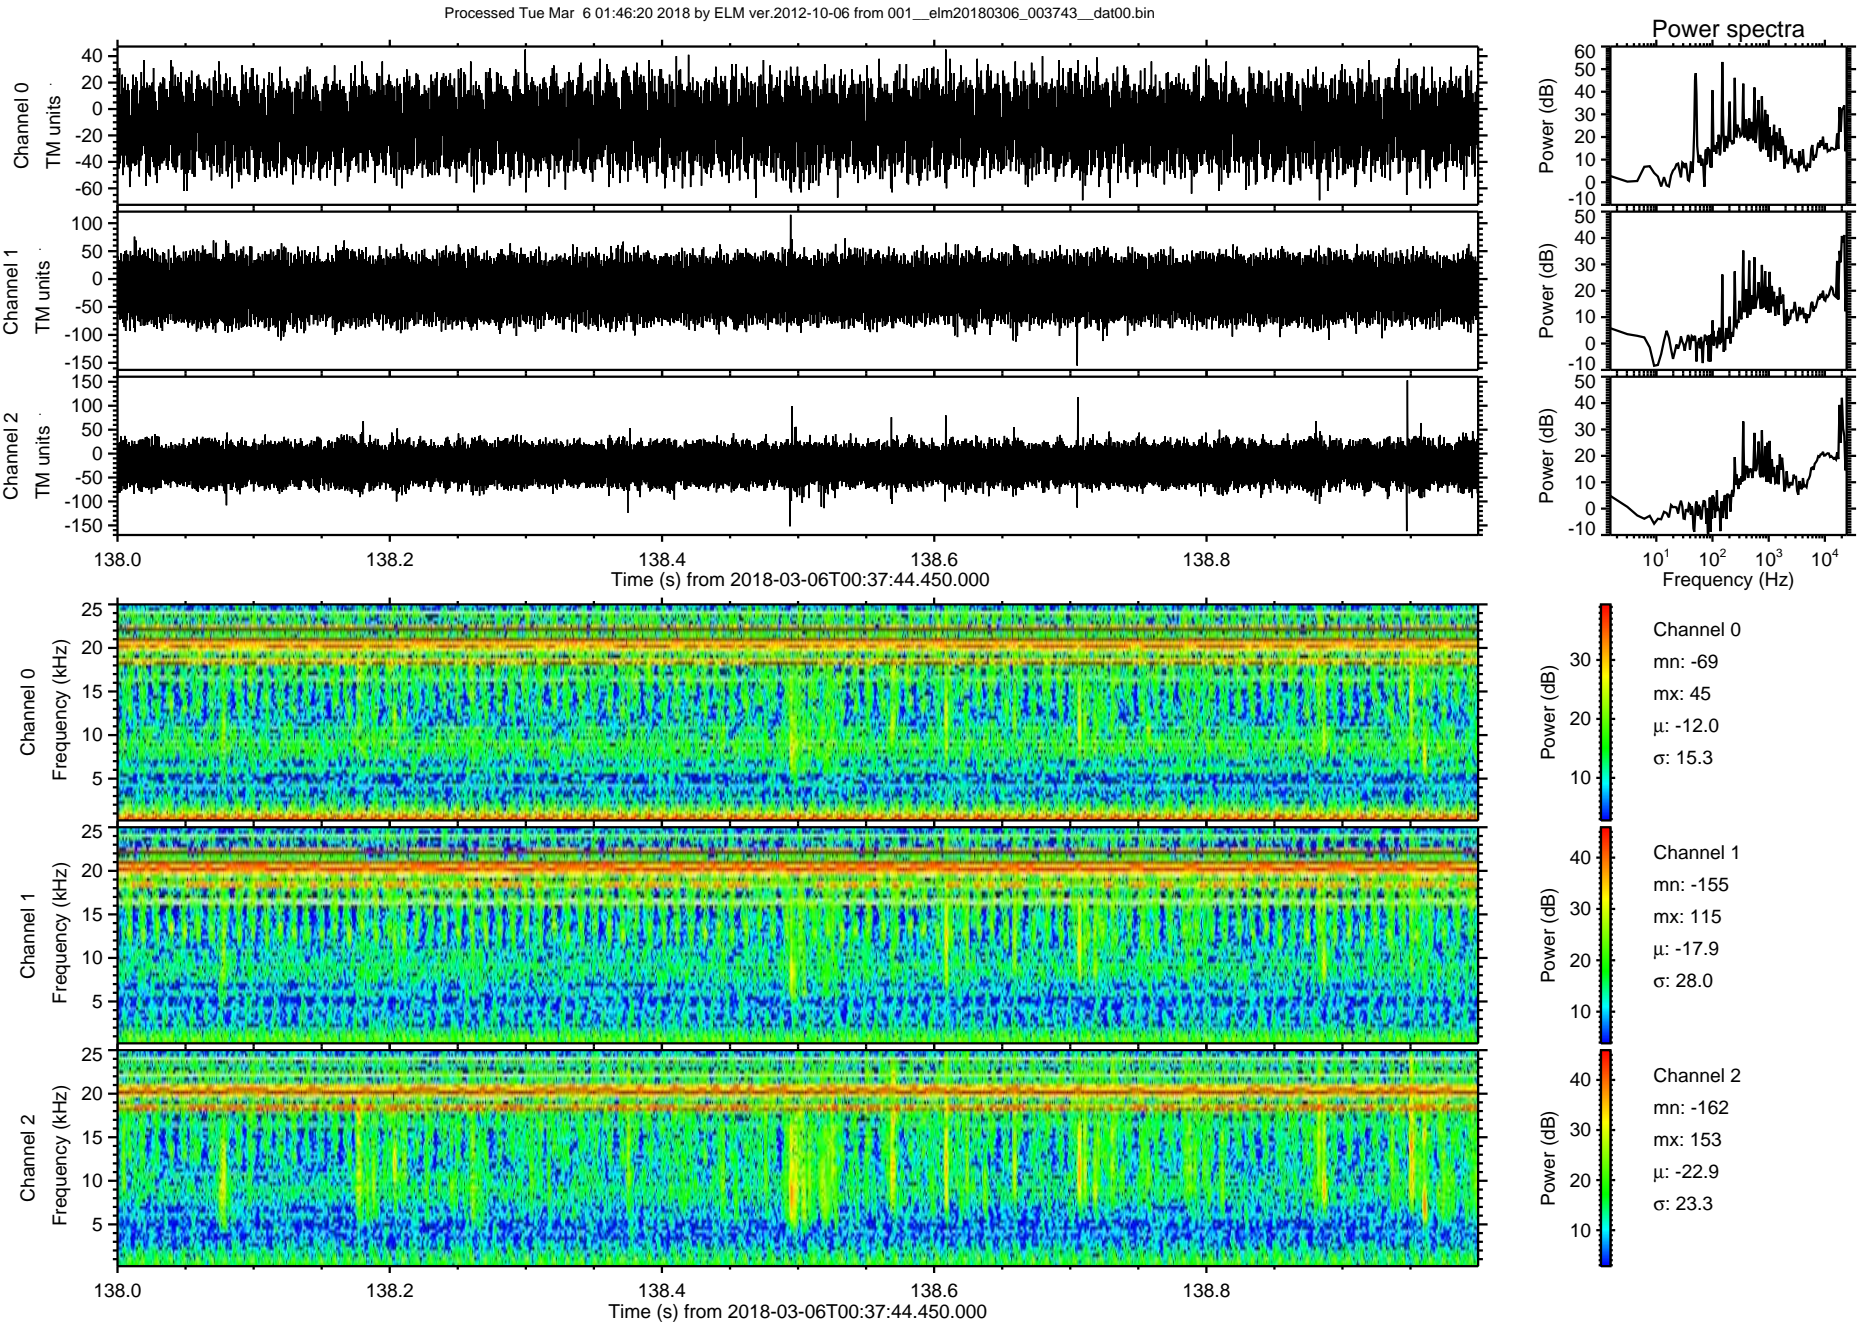 Processed Tue Mar  6 01:46:20 2018 by ELM ver.2012-10-06 from 001__elm20180306_003743__dat00.bin
Power spectra
Channel 0
TM units
40
20
0
-20
-40
-60
Power (dB)
60
50
40
30
20
10
0
-10
Channel 1
TM units
100
50
0
-50
-100
-150
Power (dB)
50
40
30
20
10
0
-10
Channel 2
TM units
150
100
50
0
-50
-100
-150
Power (dB)
50
40
30
20
10
0
-10
138.0 138.2 138.4 138.6 138.8
Time (s) from 2018-03-06T00:37:44.450.000
10^1 10^2 10^3 10^4
Frequency (Hz)
Channel 0
Frequency (kHz)
25
20
15
10
5
Power (dB)
30
20
10
Channel 0
mn: -69
mx: 45
μ: -12.0
σ: 15.3
Channel 1
Frequency (kHz)
25
20
15
10
5
Power (dB)
40
30
20
10
Channel 1
mn: -155
mx: 115
μ: -17.9
σ: 28.0
Channel 2
Frequency (kHz)
25
20
15
10
5
Power (dB)
40
30
20
10
Channel 2
mn: -162
mx: 153
μ: -22.9
σ: 23.3
138.0 138.2 138.4 138.6 138.8
Time (s) from 2018-03-06T00:37:44.450.000